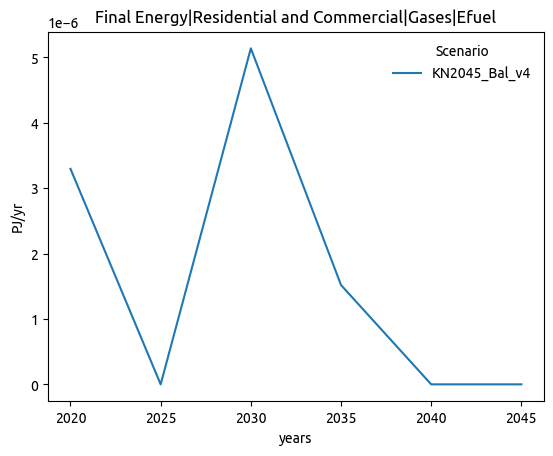 Final Energy|Residential and Commercial|Gases|Efuel
1e−6
Scenario
KN2045_Bal_v4
5
4
3
2
1
0
PJ/yr
2020 2025 2030 2035 2040 2045
years